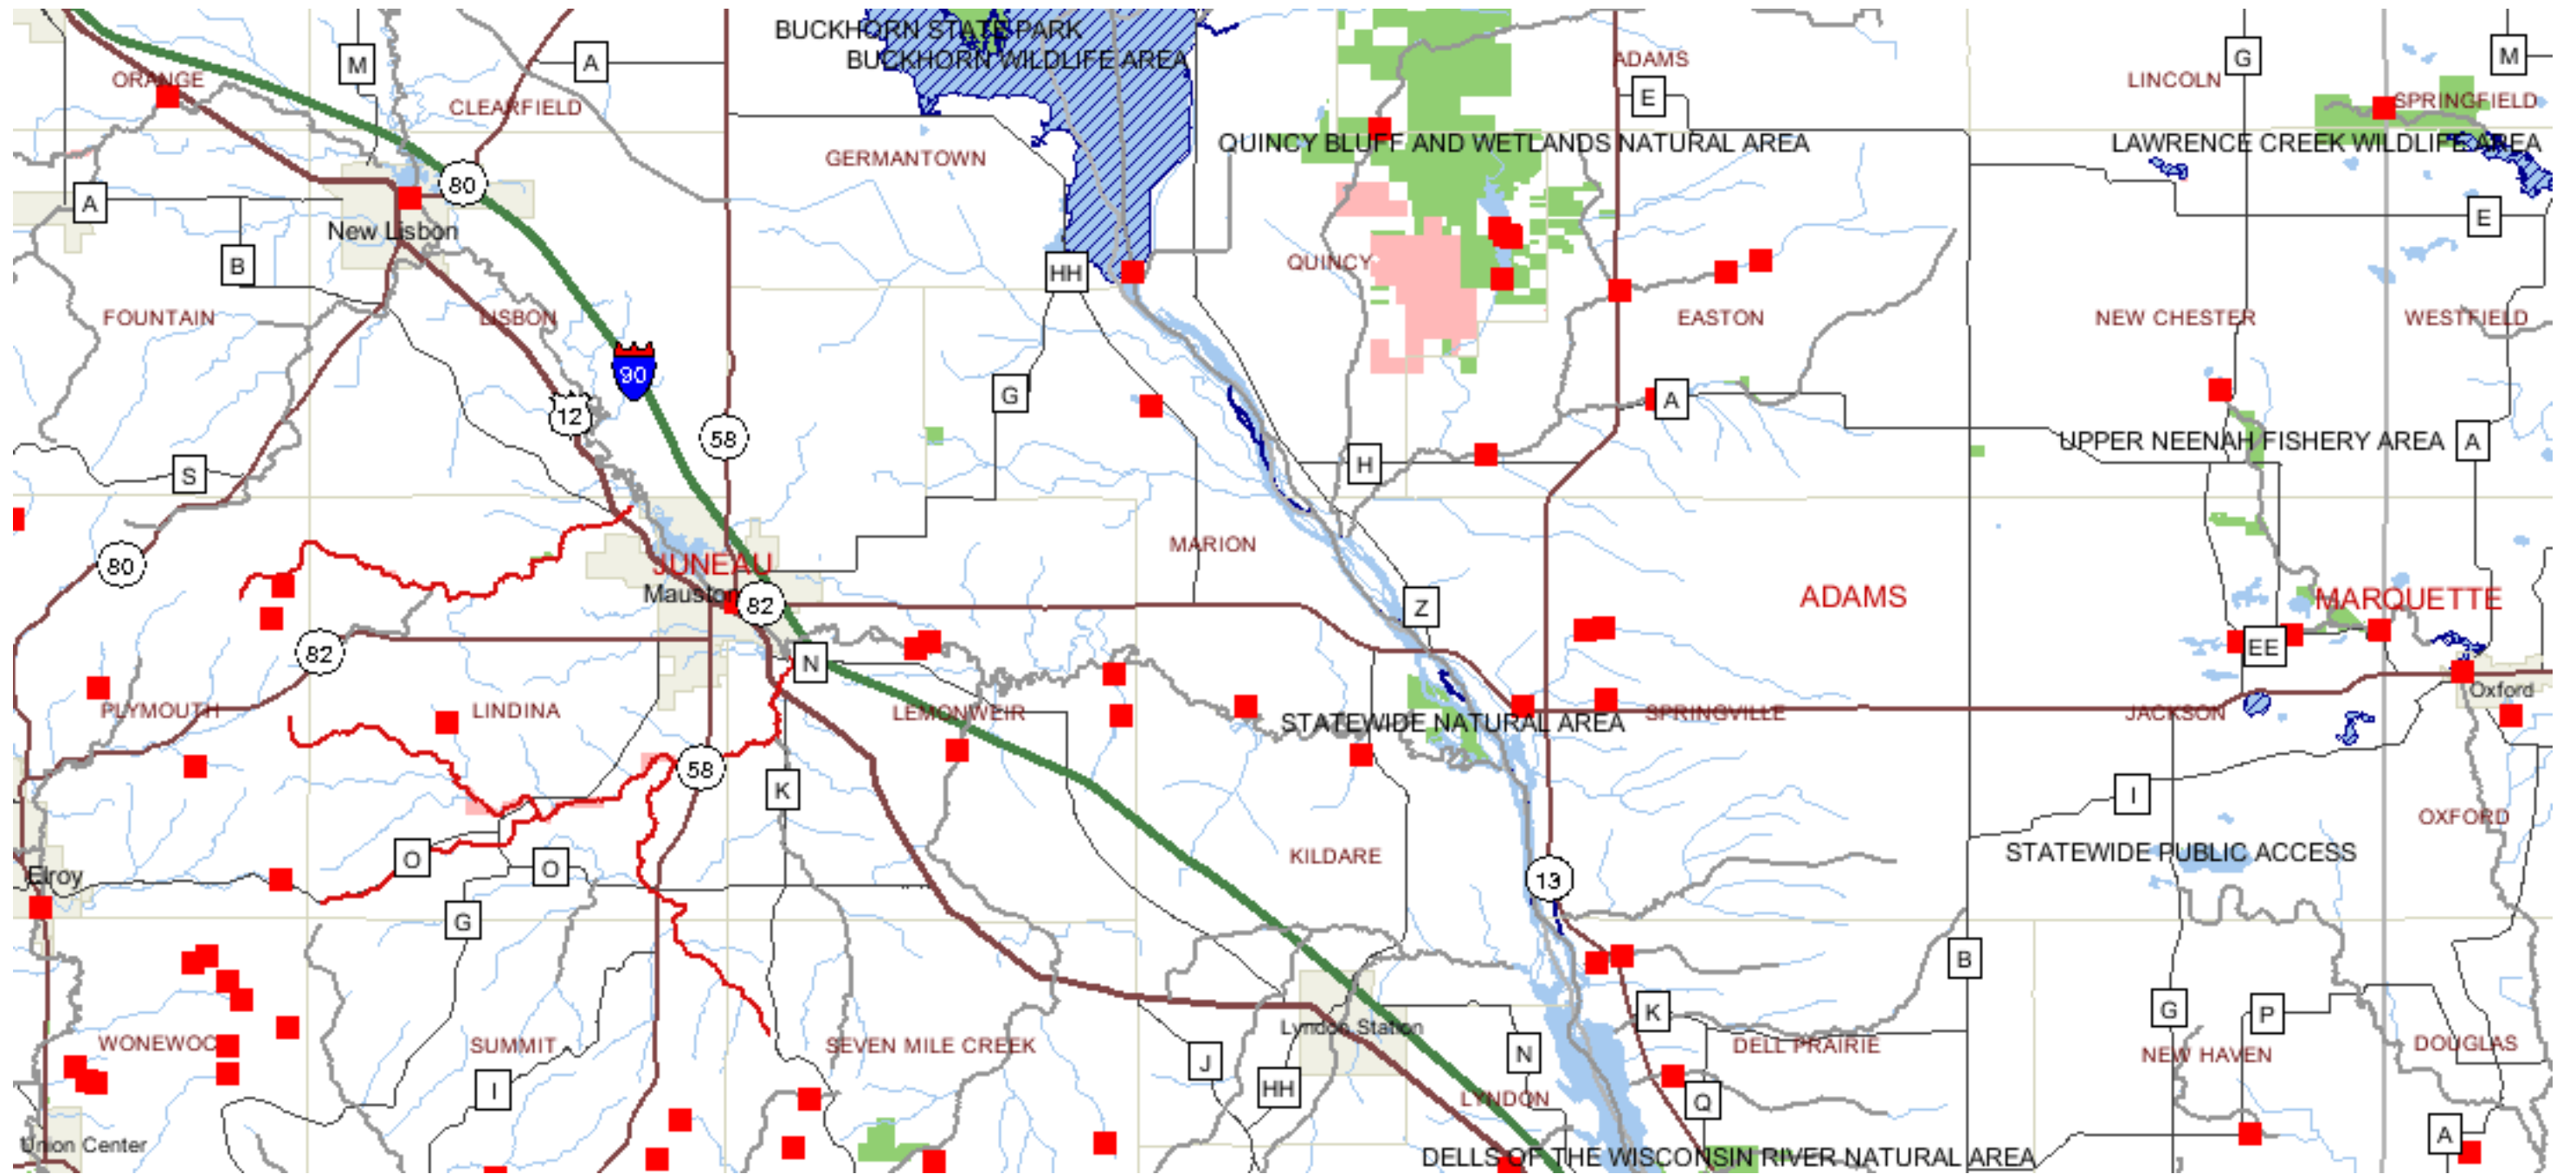 BUCKHORN STATE PARK
BUCKHORN WILDLIFE AREA
M
A
ORANGE
CLEARFIELD
ADAMS
E
LINCOLN
G
M
SPRINGFIELD
QUINCY BLUFF AND WETLANDS NATURAL AREA
LAWRENCE CREEK WILDLIFE AREA
GERMANTOWN
80
A
New Lisbon
E
B
HH
QUINCY
FOUNTAIN
LISBON
EASTON
NEW CHESTER
WESTFIELD
90
G
A
12
58
UPPER NEENAH FISHERY AREA
A
S
H
80
JUNEAU
MARION
Mauston
82
Z
ADAMS
MARQUETTE
82
N
EE
Oxford
PLYMOUTH
LINDINA
LEMONWEIR
STATEWIDE NATURAL AREA
SPRINGVILLE
JACKSON
58
K
I
OXFORD
O
O
KILDARE
STATEWIDE PUBLIC ACCESS
Elroy
13
G
B
K
G
P
Lyndon Station
WONEWOC
SUMMIT
SEVEN MILE CREEK
J
N
DELL PRAIRIE
NEW HAVEN
DOUGLAS
I
HH
LYNDON
Q
Union Center
A
DELLS OF THE WISCONSIN RIVER NATURAL AREA